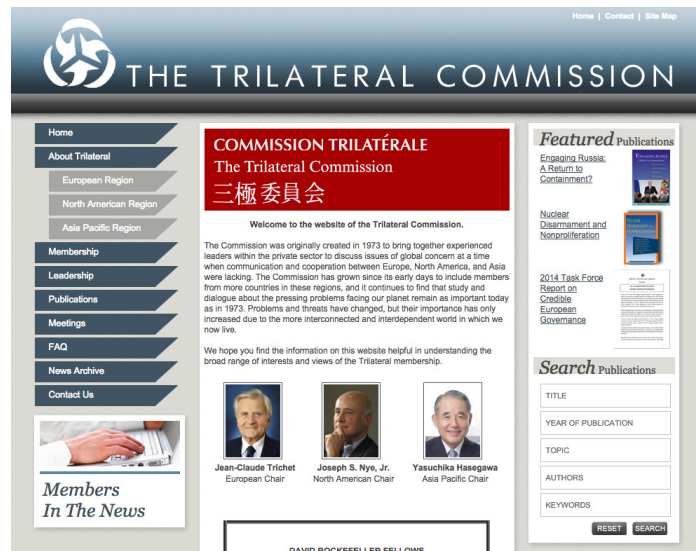 Home | Contact | Site Map
THE TRILATERAL COMMISSION
Home
About Trilateral
European Region
North American Region
Asia Pacific Region
Membership
Leadership
Publications
Meetings
FAQ
News Archive
Contact Us
Members
In The News
COMMISSION TRILATÉRALE
The Trilateral Commission
三極委員会
Welcome to the website of the Trilateral Commission.
The Commission was originally created in 1973 to bring together experienced
leaders within the private sector to discuss issues of global concern at a time
when communication and cooperation between Europe, North America, and Asia
were lacking. The Commission has grown since its early days to include members
from more countries in these regions, and it continues to find that study and
dialogue about the pressing problems facing our planet remain as important today
as in 1973. Problems and threats have changed, but their importance has only
increased due to the more interconnected and interdependent world in which we
now live.
We hope you find the information on this website helpful in understanding the
broad range of interests and views of the Trilateral membership.
Jean-Claude Trichet
European Chair
Joseph S. Nye, Jr.
North American Chair
Yasuchika Hasegawa
Asia Pacific Chair
DAVID ROCKEFELLER FELLOWS
Featured Publications
Engaging Russia:
A Return to
Containment?
Nuclear
Disarmament and
Nonproliferation
2014 Task Force
Report on
Credible
European
Governance
Search Publications
TITLE
YEAR OF PUBLICATION
TOPIC
AUTHORS
KEYWORDS
RESET SEARCH